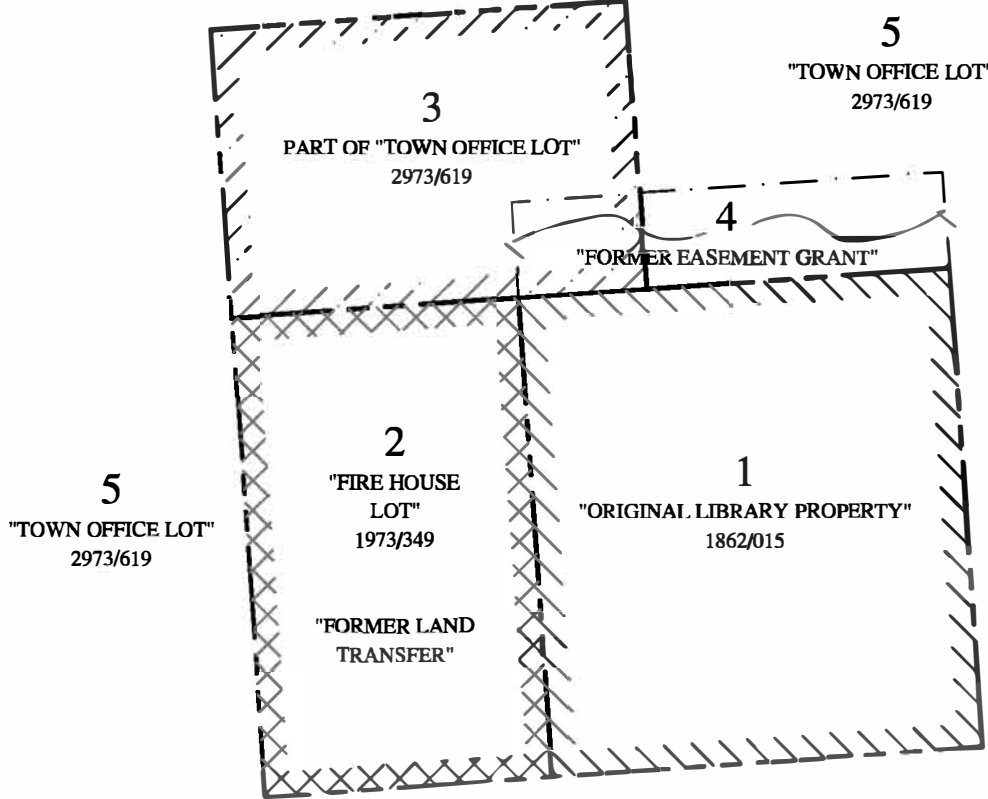 5
"TOWN OFFICE LOT"
2973/619
3
PART OF "TOWN OFFICE LOT"
2973/619
4
"FORMER EASEMENT GRANT"
2
"FIRE HOUSE
LOT"
1973/349
"FORMER LAND
TRANSFER"
1
"ORIGINAL LIBRARY PROPERTY"
1862/015
5
"TOWN OFFICE LOT"
2973/619